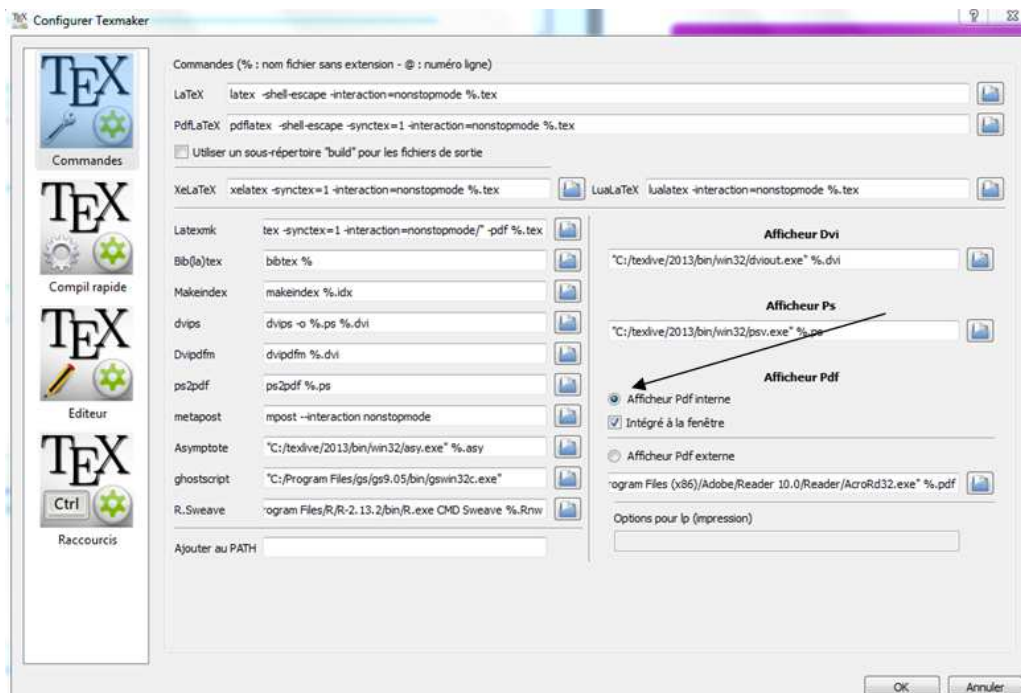 Configurer Texmaker
TEX
Commandes
TEX
Compil rapide
TEX
Editeur
TEX
Ctrl
Raccourcis
Commandes (% : nom fichier sans extension - @ : numéro ligne)
LaTeX latex -shell-escape -interaction=nonstopmode %.tex
PdfLaTeX pdflatex -shell-escape -synctex=1 -interaction=nonstopmode %.tex
Utiliser un sous-répertoire "build" pour les fichiers de sortie
XeLaTeX xelatex -synctex=1 -interaction=nonstopmode %.tex LuaLaTeX lualatex -interaction=nonstopmode %.tex
Latexmk tex -synctex=1 -interaction=nonstopmode/" -pdf %.tex
Bib(la)tex bibtex %
Makeindex makeindex %.idx
dvips dvips -o %.ps %.dvi
Dvipdfm dvipdfm %.dvi
ps2pdf ps2pdf %.ps
metapost mpost --interaction nonstopmode
Asymptote "C:/texlive/2013/bin/win32/asy.exe" %.asy
ghostscript "C:/Program Files/gs/gs9.05/bin/gswin32c.exe"
R.Sweave rogram Files/R/R-2.13.2/bin/R.exe CMD Sweave %.Rnw
Ajouter au PATH
Afficheur Dvi
"C:/texlive/2013/bin/win32/dviout.exe" %.dvi
Afficheur Ps
"C:/texlive/2013/bin/win32/psv.exe" %.ps
Afficheur Pdf
Afficheur Pdf interne
Intégré à la fenêtre
Afficheur Pdf externe
rogram Files (x86)/Adobe/Reader 10.0/Reader/AcroRd32.exe" %.pdf
Options pour lp (impression)
OK Annuler